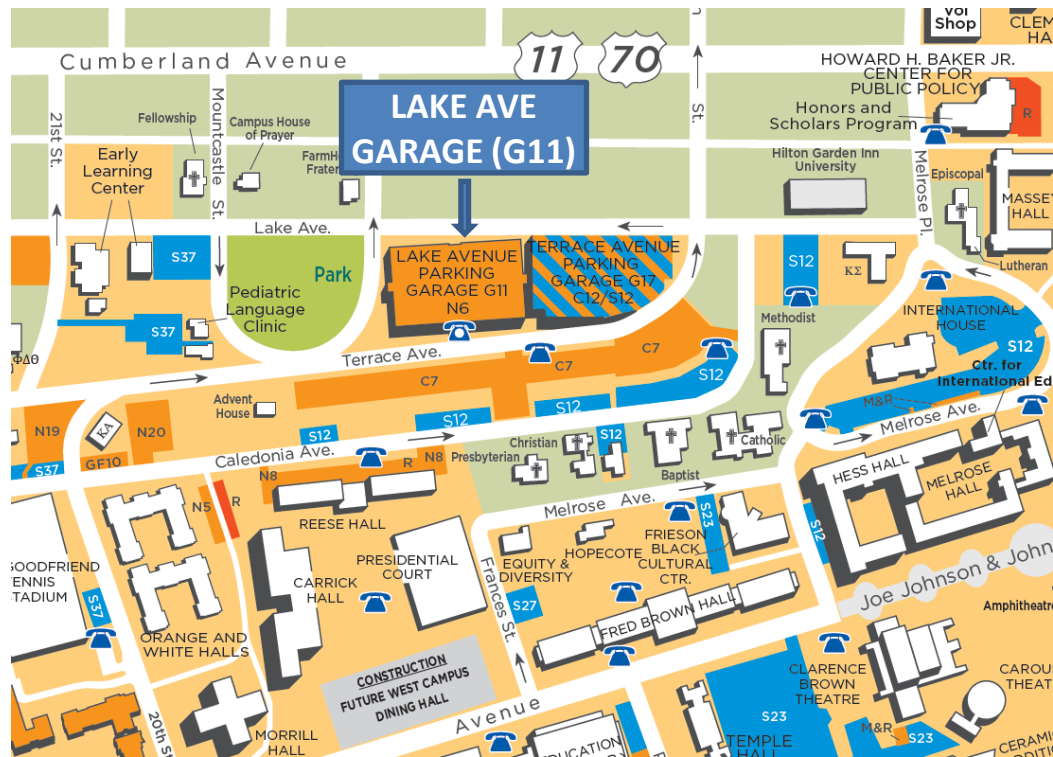 Vol
Shop
CLEM
HA
Cumberland Avenue
11
70
HOWARD H. BAKER JR.
CENTER FOR
PUBLIC POLICY
Honors and
Scholars Program
R
LAKE AVE
GARAGE (G11)
21st St.
Mountcastle St.
St.
Melrose Pl.
Fellowship
Campus House
of Prayer
FarmHo
Frater
Early
Learning
Center
Hilton Garden Inn
University
Episcopal
MASSEY
HALL
Lutheran
Lake Ave.
S37
Park
LAKE AVENUE
PARKING
GARAGE G11
N6
TERRACE AVENUE
PARKING
GARAGE G17
C12/S12
S12
ΚΣ
S37
Pediatric
Language
Clinic
Methodist
INTERNATIONAL
HOUSE
S12
ΦΔΘ
Terrace Ave.
C7
C7
C7
S12
Ctr. for
International Ed
M&R
Melrose Ave.
Advent
House
N19
KA
N20
GF10
S37
S12
S12
S12
Caledonia Ave.
Christian
Presbyterian
Baptist
Catholic
N8
R
N8
REESE HALL
N5
R
HESS HALL
MELROSE
HALL
Melrose Ave.
S23
S12
GOODFRIEND
TENNIS
STADIUM
CARRICK
HALL
PRESIDENTIAL
COURT
EQUITY &
DIVERSITY
HOPECOTE
FRIESON
BLACK
CULTURAL
CTR.
Joe Johnson & John
Amphitheatre
S37
ORANGE AND
WHITE HALLS
Frances St.
S27
FRED BROWN HALL
CONSTRUCTION
FUTURE WEST CAMPUS
DINING HALL
CLARENCE
BROWN
THEATRE
CAROU
THEAT
20th St
MORRILL
HALL
Avenue
S23
TEMPLE
HALL
M&R
S23
CERAMI